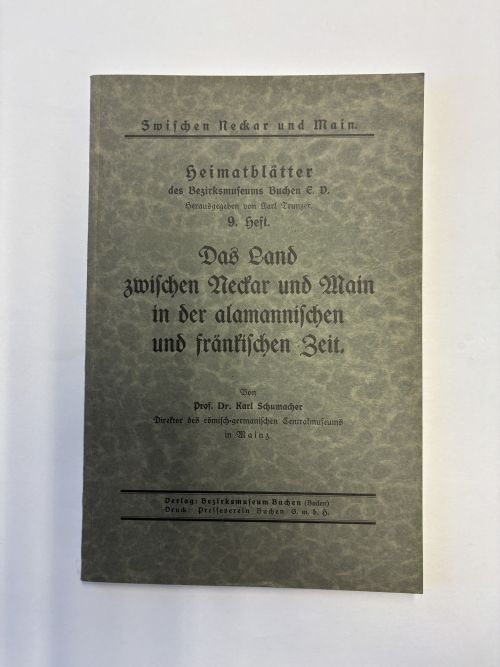 Zwischen Neckar und Main.
Heimatblätter
des Bezirksmuseums Buchen E. V.
Herausgegeben von Karl Trunzer.
9. Heft.
Das Land
zwischen Neckar und Main
in der alamannischen
und fränkischen Zeit.
Von
Prof. Dr. Karl Schumacher
Direktor des römisch-germanischen Centralmuseums
in Mainz
Verlag: Bezirksmuseum Buchen (Baden)
Druck: Preßverein Buchen G. m. b. H.